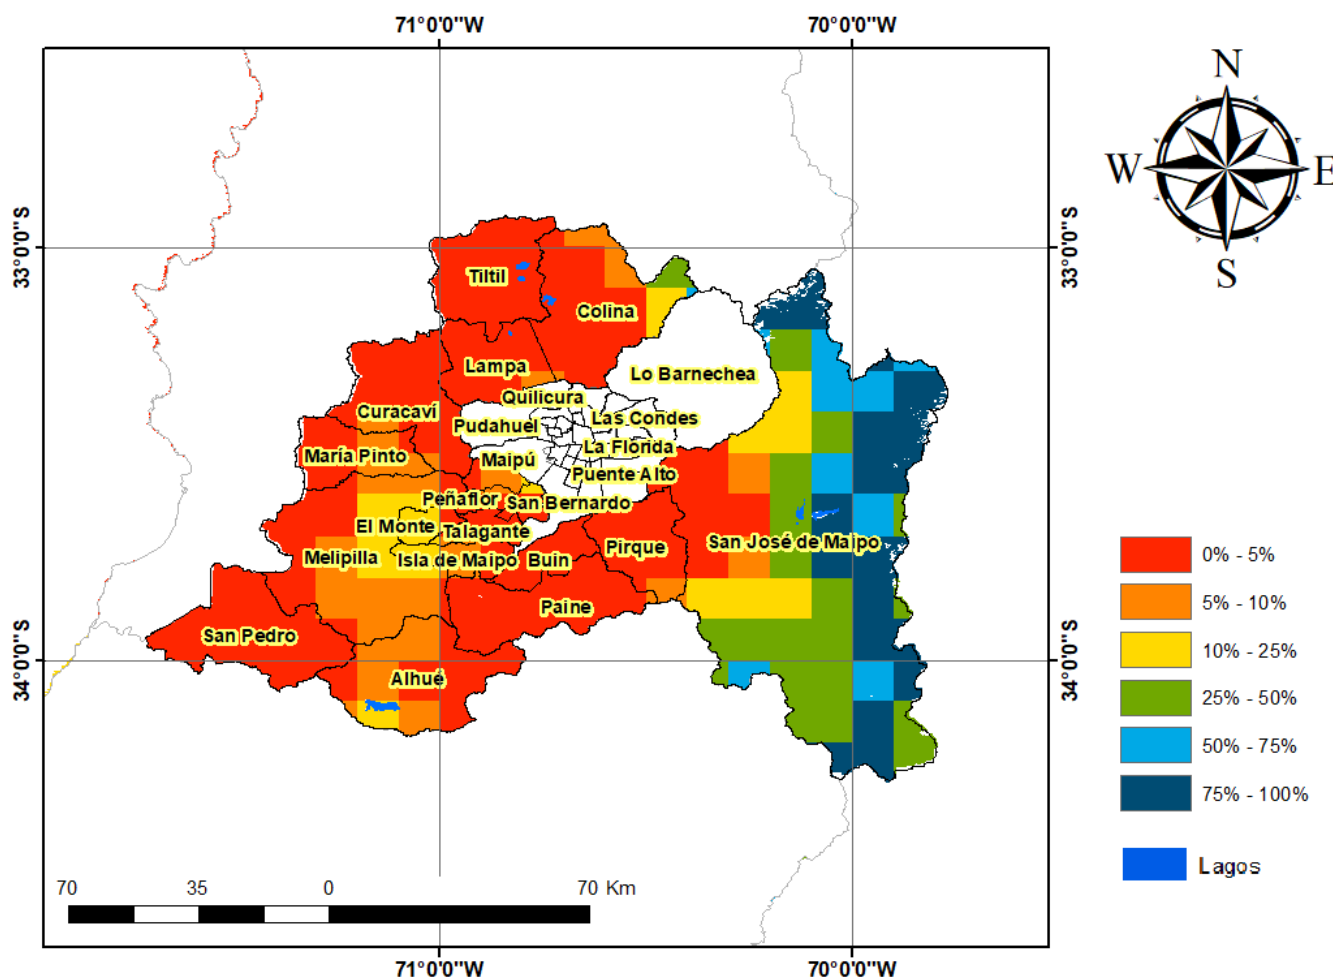 71°0'0"W 70°0'0"W
N
W E
S
33°0'0"S 33°0'0"S
Tiltil
Colina
Lampa
Lo Barnechea
Quilicura
Curacaví
Las Condes
Pudahuel
La Florida
María Pinto
Maipú
Puente Alto
Peñaflor
San Bernardo
El Monte
Talagante
San José de Maipo
Pirque
Melipilla
Isla de Maipo
Buin
Paine
San Pedro
Alhué
34°0'0"S 34°0'0"S
0% - 5%
5% - 10%
10% - 25%
25% - 50%
50% - 75%
75% - 100%
Lagos
70 35 0 70 Km
71°0'0"W 70°0'0"W